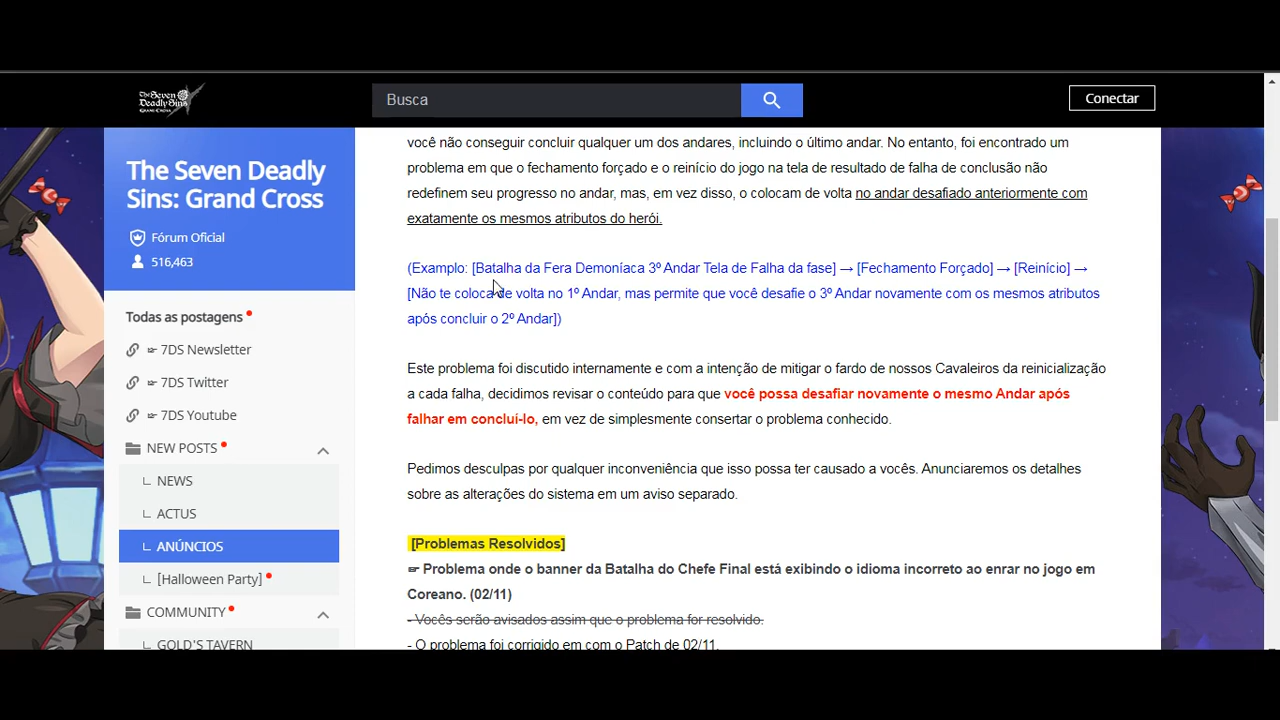 The Seven
Deadly Sins
GRAND CROSS
Busca
Conectar
The Seven Deadly
Sins: Grand Cross
Fórum Oficial
516,463
Todas as postagens
☞ 7DS Newsletter
☞ 7DS Twitter
☞ 7DS Youtube
NEW POSTS
NEWS
ACTUS
ANÚNCIOS
[Halloween Party]
COMMUNITY
GOLD'S TAVERN
você não conseguir concluir qualquer um dos andares, incluindo o último andar. No entanto, foi encontrado um
problema em que o fechamento forçado e o reinício do jogo na tela de resultado de falha de conclusão não
redefinem seu progresso no andar, mas, em vez disso, o colocam de volta no andar desafiado anteriormente com
exatamente os mesmos atributos do herói.
(Exemplo: [Batalha da Fera Demoníaca 3º Andar Tela de Falha da fase] → [Fechamento Forçado] → [Reinício] →
[Não te coloca de volta no 1º Andar, mas permite que você desafie o 3º Andar novamente com os mesmos atributos
após concluir o 2º Andar])
Este problema foi discutido internamente e com a intenção de mitigar o fardo de nossos Cavaleiros da reinicialização
a cada falha, decidimos revisar o conteúdo para que você possa desafiar novamente o mesmo Andar após
falhar em concluí-lo, em vez de simplesmente consertar o problema conhecido.
Pedimos desculpas por qualquer inconveniência que isso possa ter causado a vocês. Anunciaremos os detalhes
sobre as alterações do sistema em um aviso separado.
[Problemas Resolvidos]
☞ Problema onde o banner da Batalha do Chefe Final está exibindo o idioma incorreto ao enrar no jogo em
Coreano. (02/11)
- Vocês serão avisados assim que o problema for resolvido.
- O problema foi corrigido em com o Patch de 02/11.